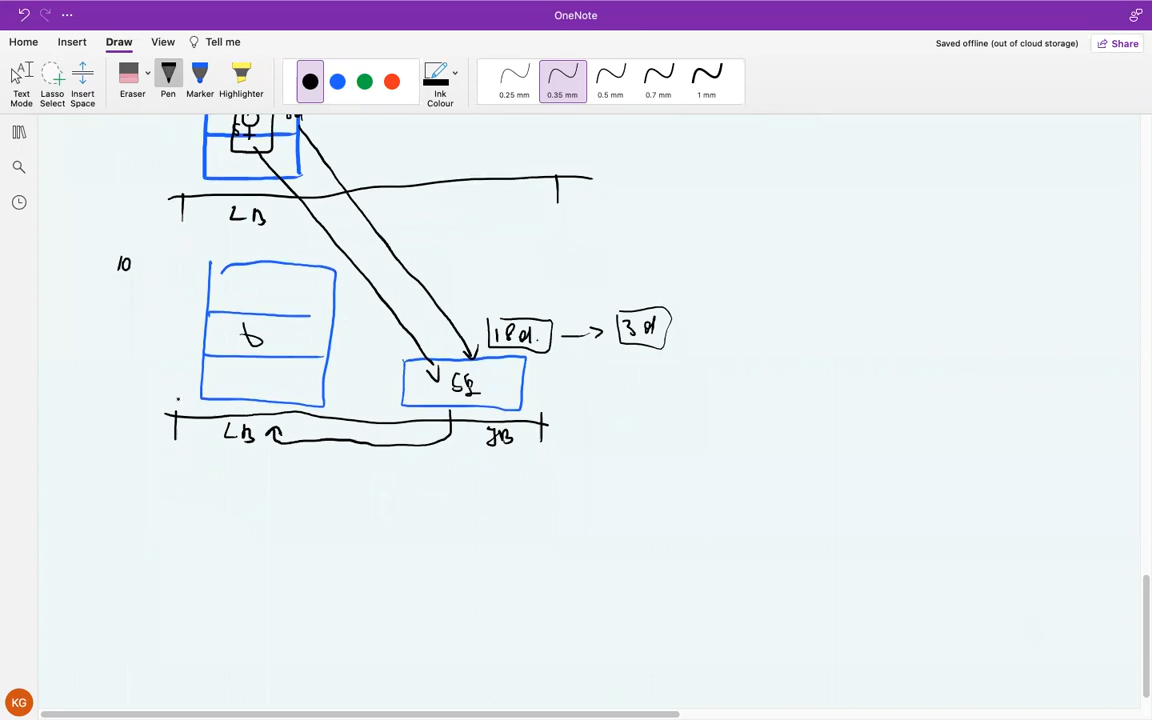 OneNote
Home Insert Draw View Tell me
Saved offline (out of cloud storage) Share
Text Mode
Lasso Select
Insert Space
Eraser
Pen
Marker
Highlighter
Ink Colour
0.25 mm
0.35 mm
0.5 mm
0.7 mm
1 mm
LB
10
18d. → 3d
LB
KG